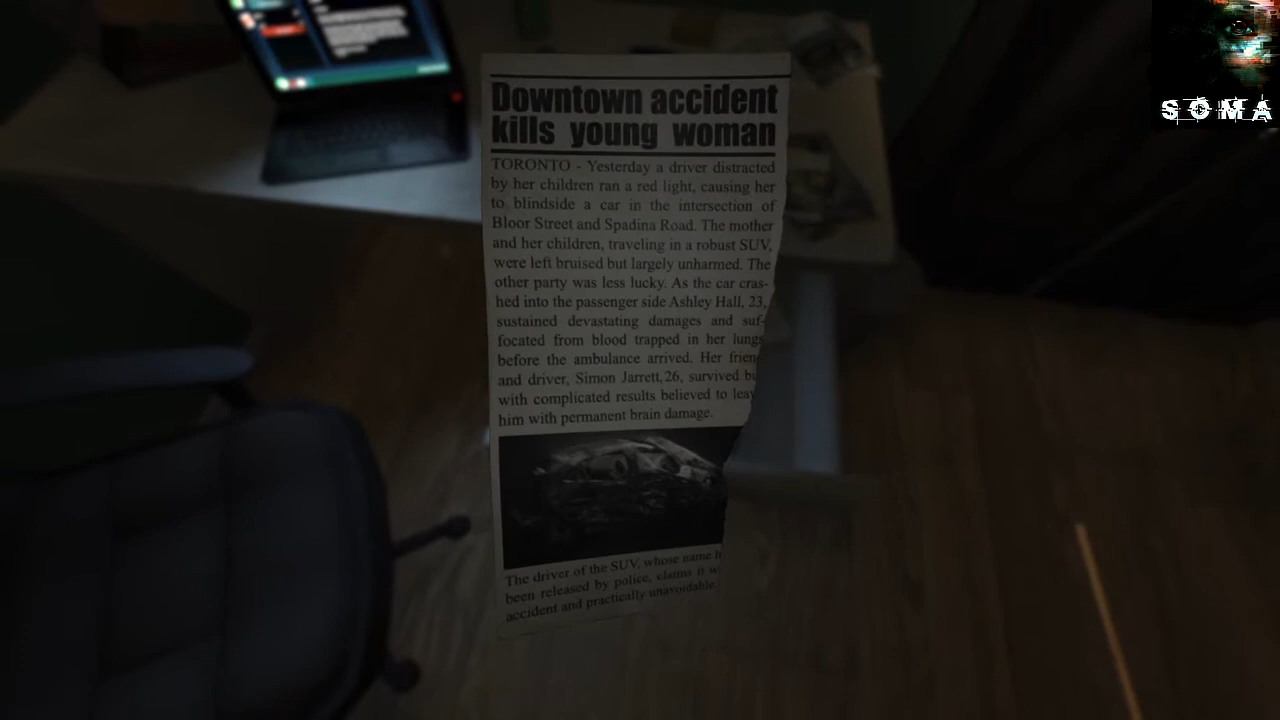 SOMA
Downtown accident
kills young woman
TORONTO - Yesterday a driver distracted
by her children ran a red light, causing her
to blindside a car in the intersection of
Bloor Street and Spadina Road. The mother
and her children, traveling in a robust SUV,
were left bruised but largely unharmed. The
other party was less lucky. As the car cras-
hed into the passenger side Ashley Hall, 23,
sustained devastating damages and suf-
focated from blood trapped in her lungs
before the ambulance arrived. Her frien
and driver, Simon Jarrett, 26, survived bu
with complicated results believed to leav
him with permanent brain damage.
The driver of the SUV, whose name h
been released by police, claims it w
accident and practically unavoidable.